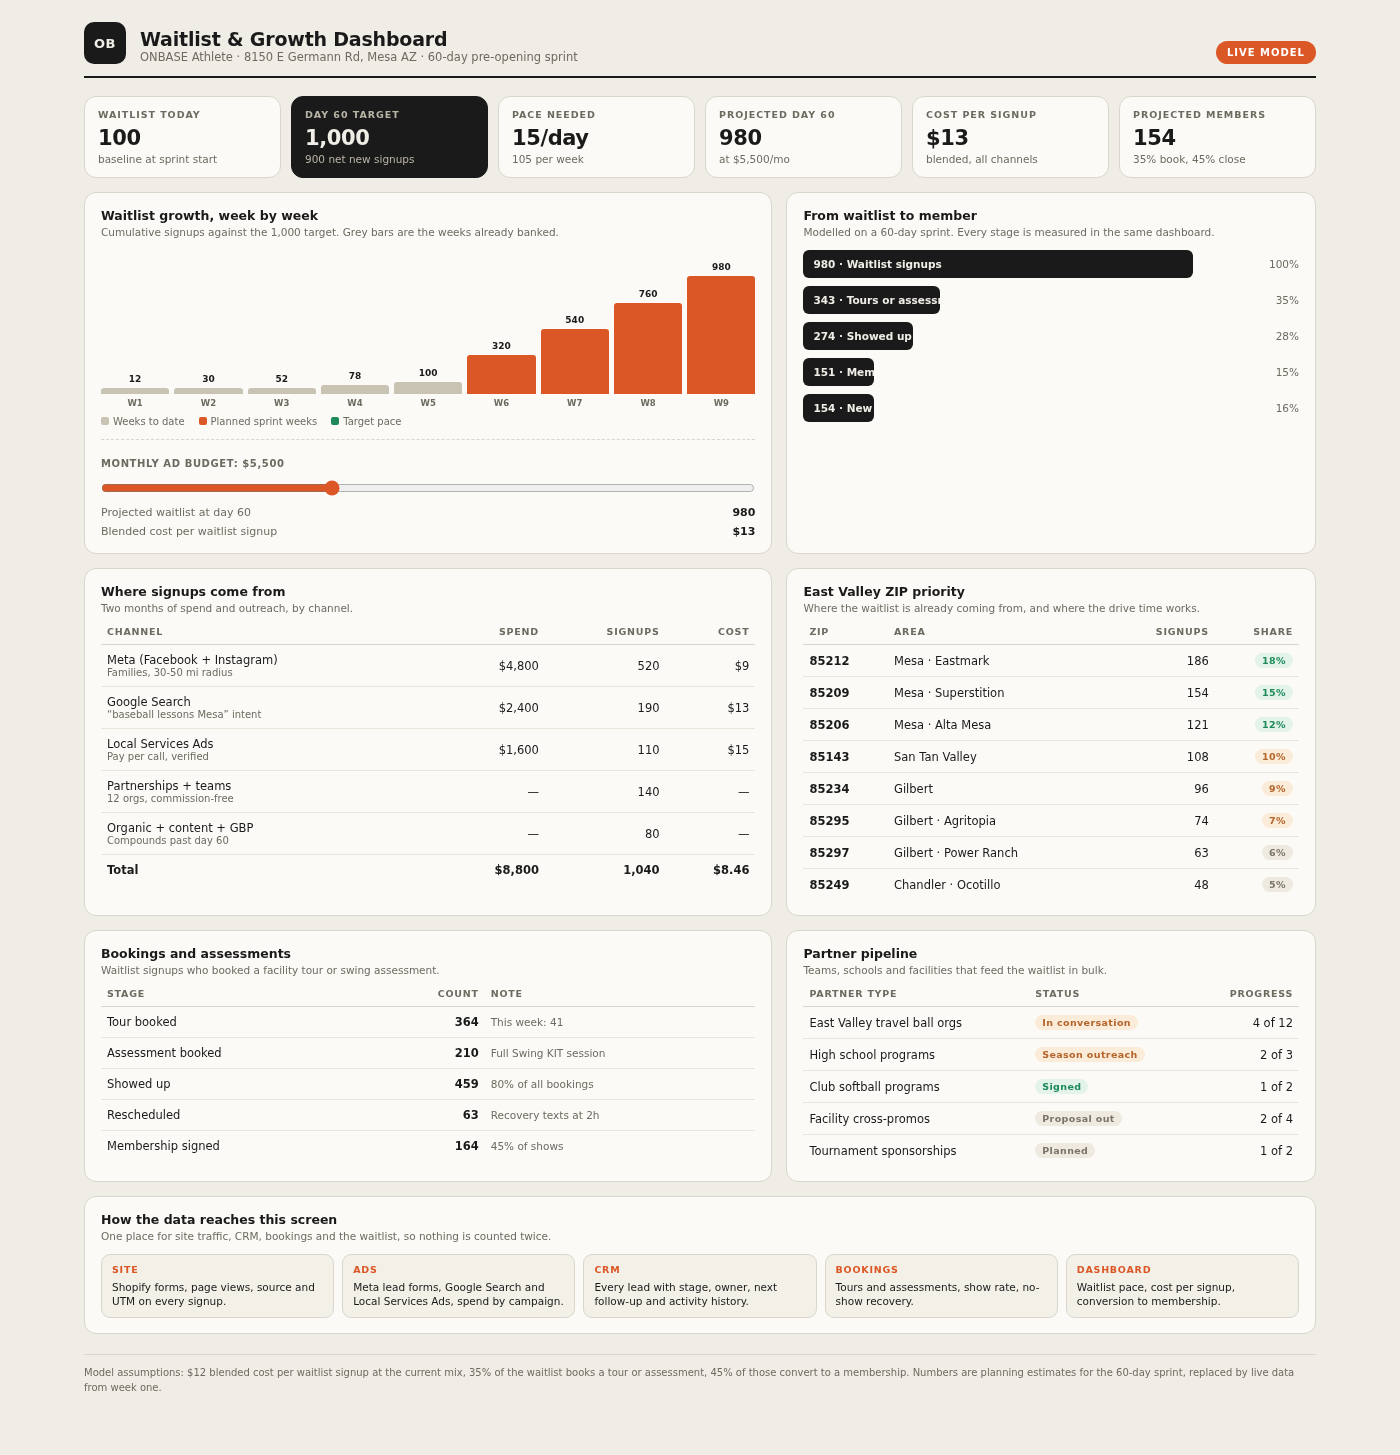 OB
Waitlist & Growth Dashboard
ONBASE Athlete · 8150 E Germann Rd, Mesa AZ · 60-day pre-opening sprint
LIVE MODEL
WAITLIST TODAY
100
baseline at sprint start
DAY 60 TARGET
1,000
900 net new signups
PACE NEEDED
15/day
105 per week
PROJECTED DAY 60
980
at $5,500/mo
COST PER SIGNUP
$13
blended, all channels
PROJECTED MEMBERS
154
35% book, 45% close
Waitlist growth, week by week
Cumulative signups against the 1,000 target. Grey bars are the weeks already banked.
12 30 52 78 100 320 540 760 980
W1 W2 W3 W4 W5 W6 W7 W8 W9
Weeks to date Planned sprint weeks Target pace
MONTHLY AD BUDGET: $5,500
Projected waitlist at day 60 980
Blended cost per waitlist signup $13
From waitlist to member
Modelled on a 60-day sprint. Every stage is measured in the same dashboard.
980 · Waitlist signups 100%
343 · Tours or assess 35%
274 · Showed up 28%
151 · Mem 15%
154 · New 16%
Where signups come from
Two months of spend and outreach, by channel.
CHANNEL SPEND SIGNUPS COST
Meta (Facebook + Instagram) $4,800 520 $9
Families, 30-50 mi radius
Google Search $2,400 190 $13
“baseball lessons Mesa” intent
Local Services Ads $1,600 110 $15
Pay per call, verified
Partnerships + teams — 140 —
12 orgs, commission-free
Organic + content + GBP — 80 —
Compounds past day 60
Total $8,800 1,040 $8.46
East Valley ZIP priority
Where the waitlist is already coming from, and where the drive time works.
ZIP AREA SIGNUPS SHARE
85212 Mesa · Eastmark 186 18%
85209 Mesa · Superstition 154 15%
85206 Mesa · Alta Mesa 121 12%
85143 San Tan Valley 108 10%
85234 Gilbert 96 9%
85295 Gilbert · Agritopia 74 7%
85297 Gilbert · Power Ranch 63 6%
85249 Chandler · Ocotillo 48 5%
Bookings and assessments
Waitlist signups who booked a facility tour or swing assessment.
STAGE COUNT NOTE
Tour booked 364 This week: 41
Assessment booked 210 Full Swing KIT session
Showed up 459 80% of all bookings
Rescheduled 63 Recovery texts at 2h
Membership signed 164 45% of shows
Partner pipeline
Teams, schools and facilities that feed the waitlist in bulk.
PARTNER TYPE STATUS PROGRESS
East Valley travel ball orgs In conversation 4 of 12
High school programs Season outreach 2 of 3
Club softball programs Signed 1 of 2
Facility cross-promos Proposal out 2 of 4
Tournament sponsorships Planned 1 of 2
How the data reaches this screen
One place for site traffic, CRM, bookings and the waitlist, so nothing is counted twice.
SITE
Shopify forms, page views, source and
UTM on every signup.
ADS
Meta lead forms, Google Search and
Local Services Ads, spend by campaign.
CRM
Every lead with stage, owner, next
follow-up and activity history.
BOOKINGS
Tours and assessments, show rate, no-
show recovery.
DASHBOARD
Waitlist pace, cost per signup,
conversion to membership.
Model assumptions: $12 blended cost per waitlist signup at the current mix, 35% of the waitlist books a tour or assessment, 45% of those convert to a membership. Numbers are planning estimates for the 60-day sprint, replaced by live data
from week one.